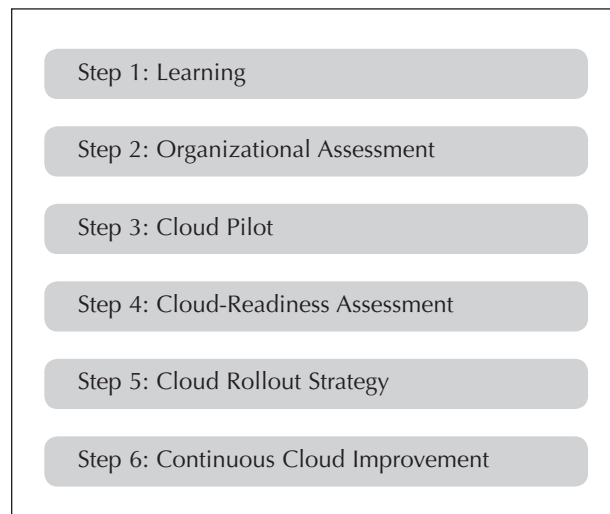 Step 1: Learning
Step 2: Organizational Assessment
Step 3: Cloud Pilot
Step 4: Cloud-Readiness Assessment
Step 5: Cloud Rollout Strategy
Step 6: Continuous Cloud Improvement